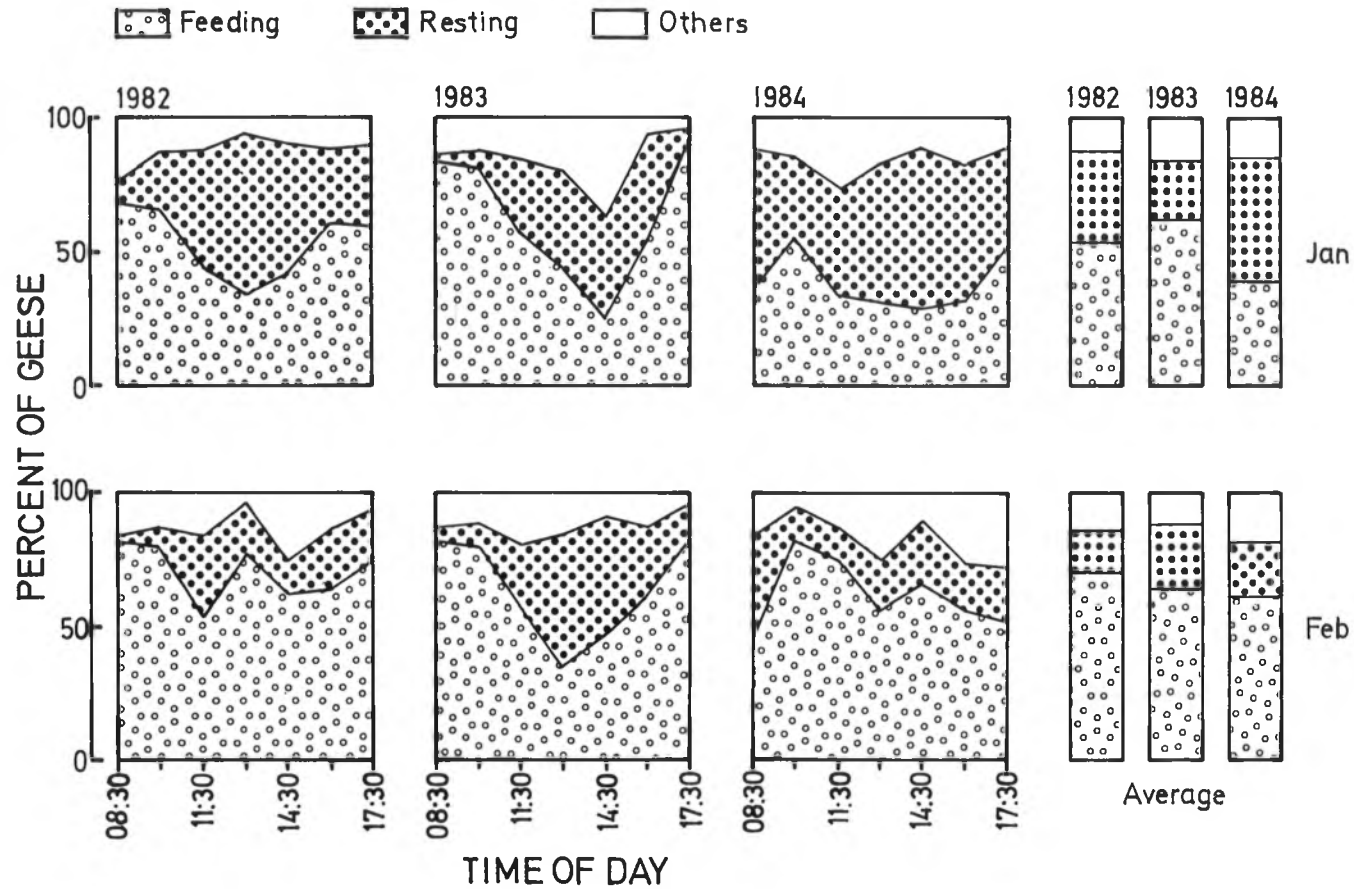 Feeding Resting Others
1982 1983 1984 1982 1983 1984
100
50
0
Jan
PERCENT OF GEESE
100
50
0
Feb
08:30 11:30 14:30 17:30 08:30 11:30 14:30 17:30 08:30 11:30 14:30 17:30
Average
TIME OF DAY